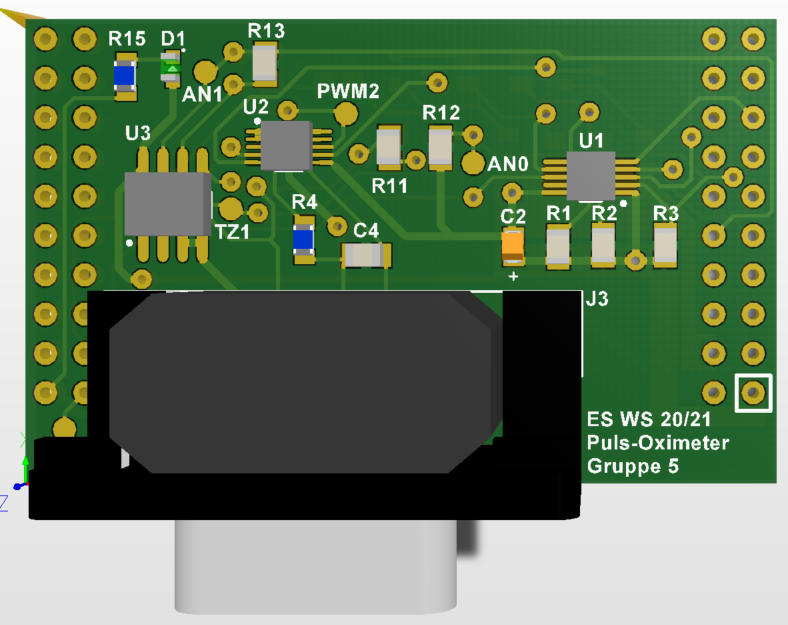 R13
R15 D1
AN1
PWM2
U2
R12
U3
U1
AN0
R11
R4
C2 R1 R2 R3
TZ1
C4
+
J3
ES WS 20/21
Puls-Oximeter
Gruppe 5
Z
X